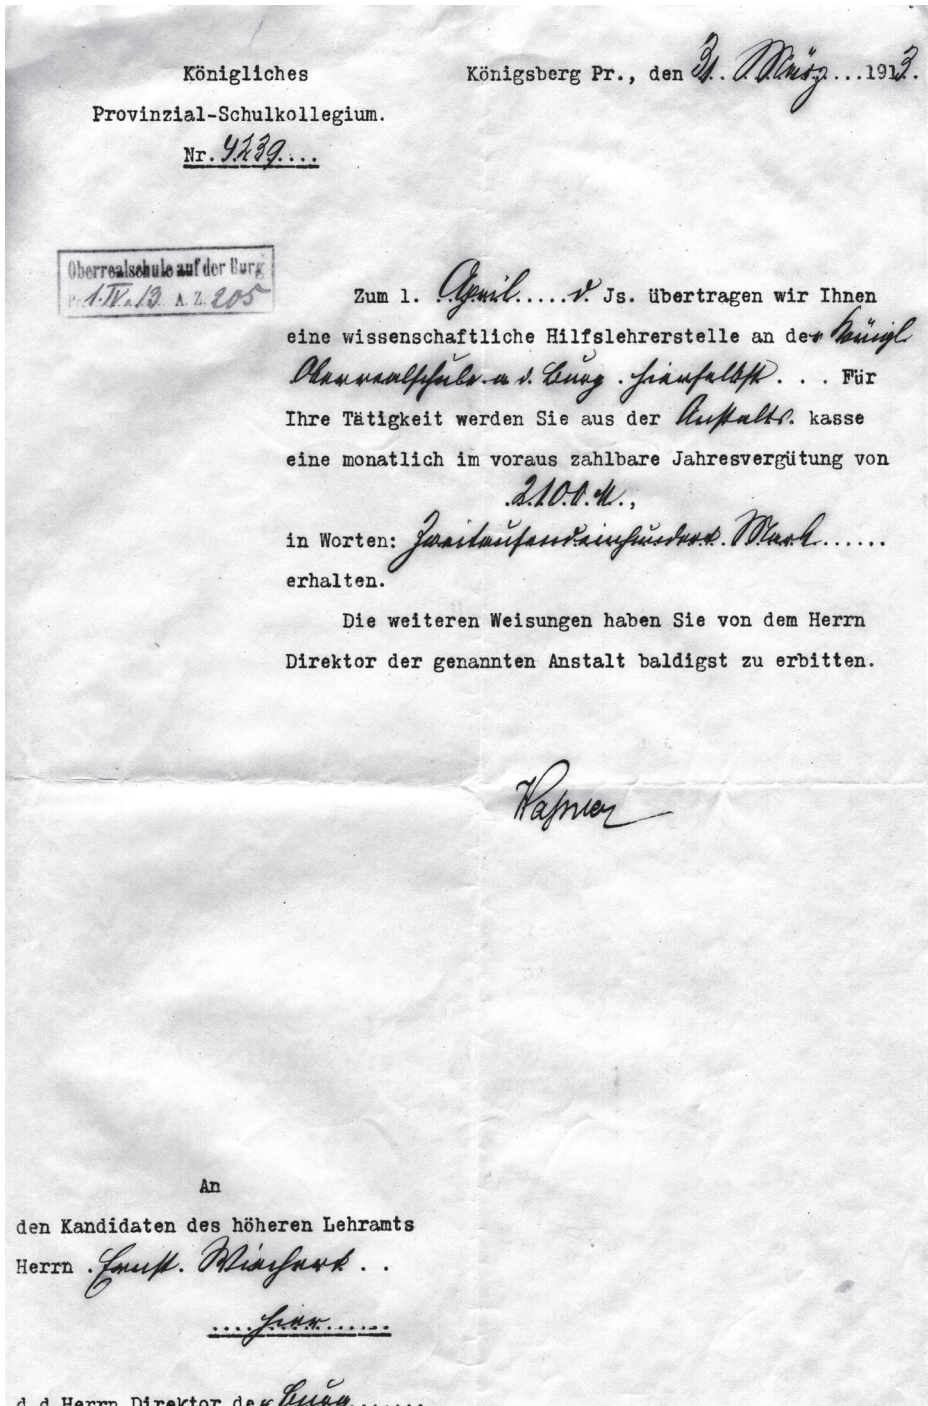 Königliches
Provinzial-Schulkollegium.
Nr. 4239....
Königsberg Pr., den 31. März...1913.
Oberrealschule auf der Burg
1.IV.13. A.Z. 205
Zum 1. April.....d. Js. übertragen wir Ihnen
eine wissenschaftliche Hilfslehrerstelle an der Königl.
Oberrealschule a. d. Burg. hierselbst... Für
Ihre Tätigkeit werden Sie aus der Anstalts. kasse
eine monatlich im voraus zahlbare Jahresvergütung von
.2100.M.,
in Worten: Zweitausendeinhundert. Mark......
erhalten.
Die weiteren Weisungen haben Sie von dem Herrn
Direktor der genannten Anstalt baldigst zu erbitten.
An
den Kandidaten des höheren Lehramts
Herrn .Ernst. Wiechert..
....hier......
d.d.Herrn Direktor der Burg.......